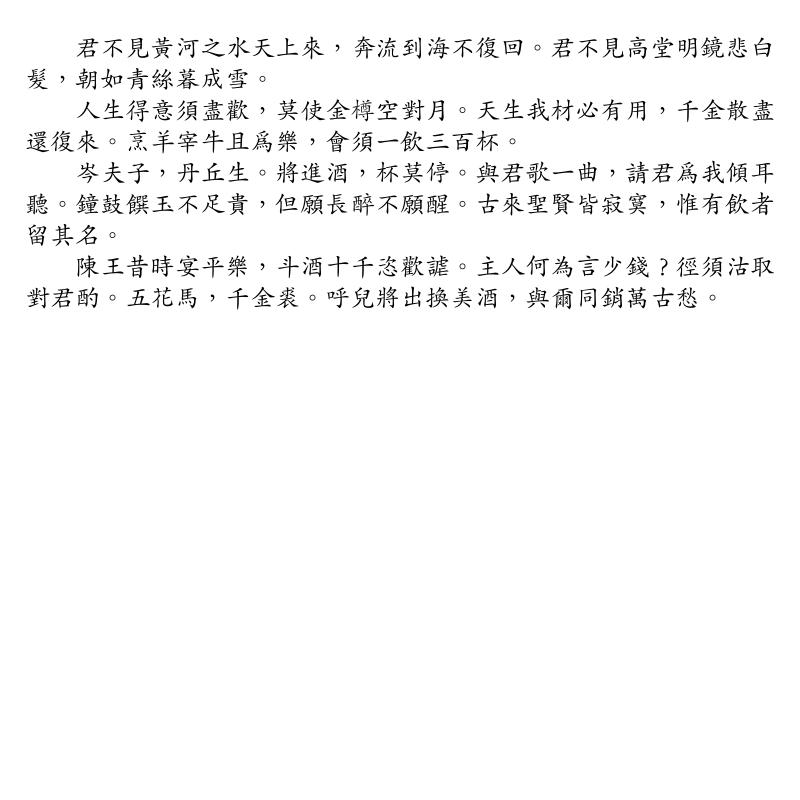 君不見黃河之水天上來，奔流到海不復回。君不見高堂明鏡悲白
髮，朝如青絲暮成雪。
　　人生得意須盡歡，莫使金樽空對月。天生我材必有用，千金散盡
還復來。烹羊宰牛且爲樂，會須一飲三百杯。
　　岑夫子，丹丘生。將進酒，杯莫停。與君歌一曲，請君爲我傾耳
聽。鐘鼓饌玉不足貴，但願長醉不願醒。古來聖賢皆寂寞，惟有飲者
留其名。
　　陳王昔時宴平樂，斗酒十千恣歡謔。主人何為言少錢？徑須沽取
對君酌。五花馬，千金裘。呼兒將出換美酒，與爾同銷萬古愁。